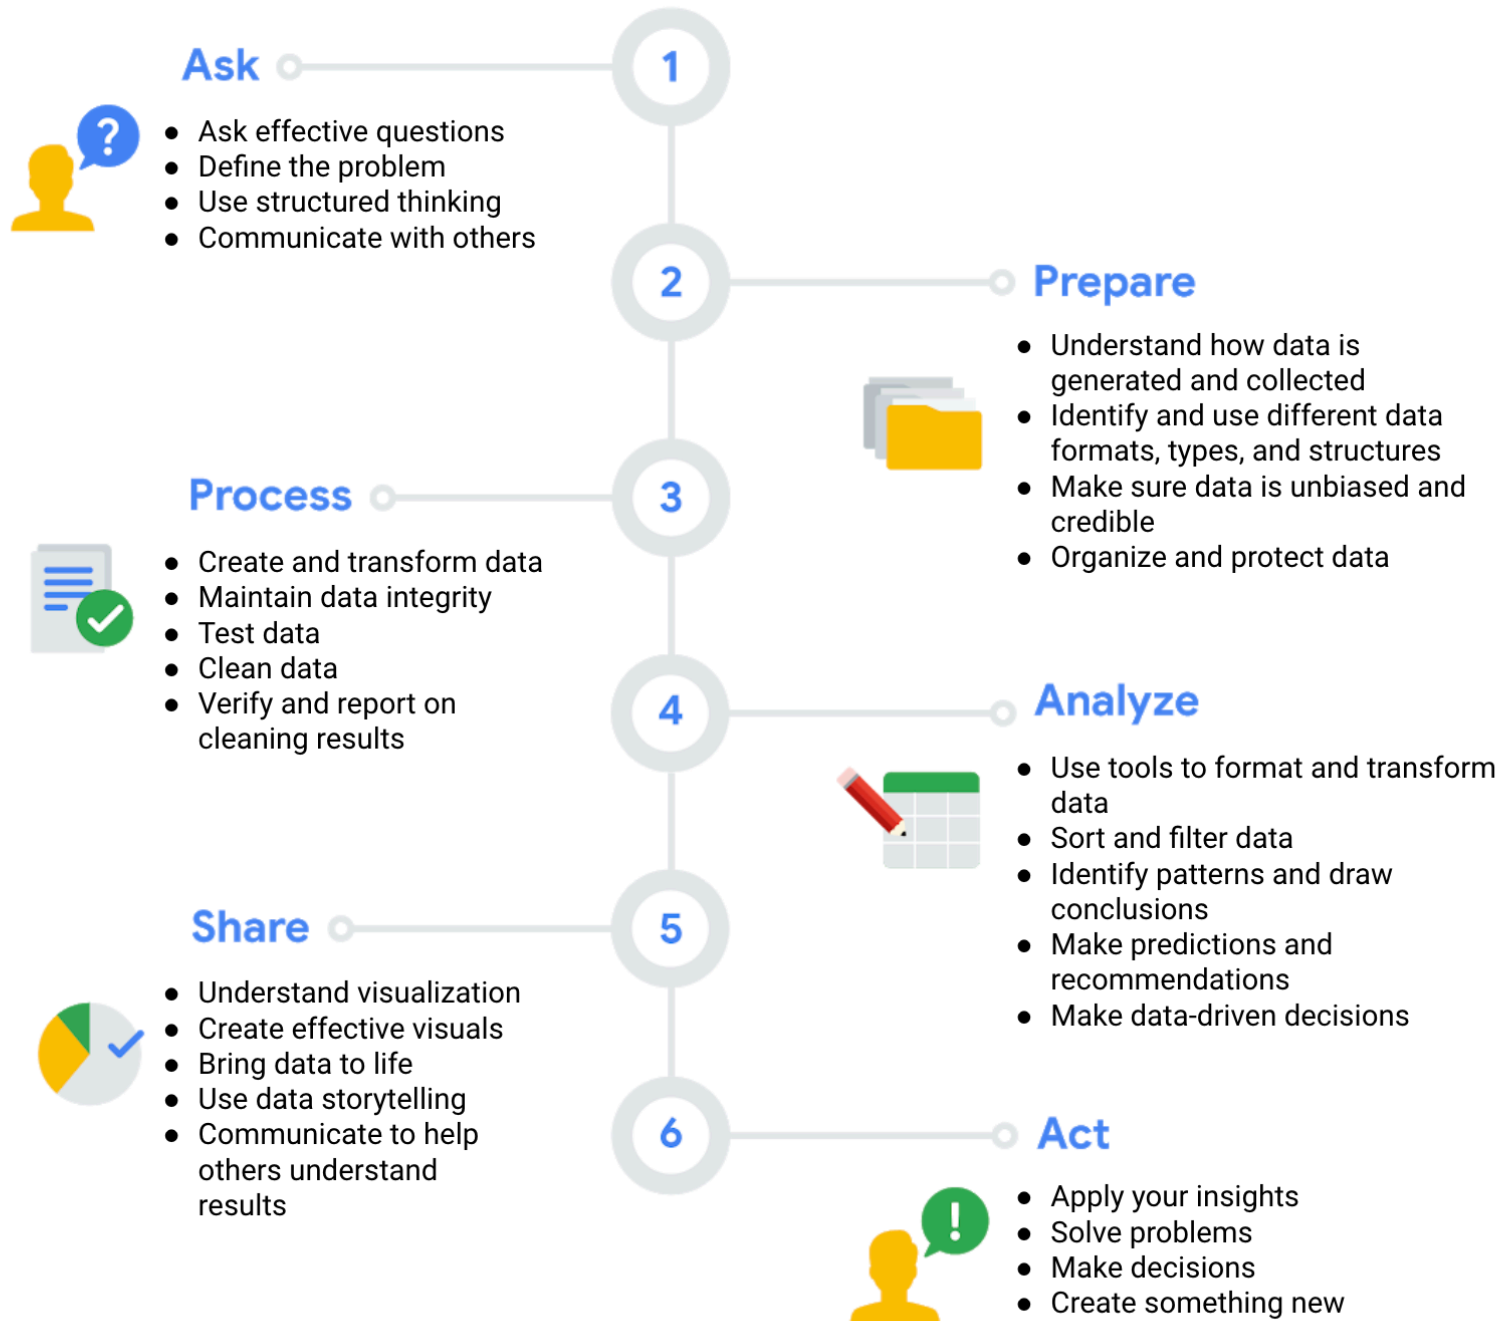 Ask
1
?
● Ask effective questions
● Define the problem
● Use structured thinking
● Communicate with others
2
Prepare
● Understand how data is
generated and collected
● Identify and use different data
formats, types, and structures
● Make sure data is unbiased and
credible
● Organize and protect data
Process
3
● Create and transform data
● Maintain data integrity
● Test data
● Clean data
● Verify and report on
cleaning results
4
Analyze
● Use tools to format and transform
data
● Sort and filter data
● Identify patterns and draw
conclusions
● Make predictions and
recommendations
● Make data-driven decisions
Share
5
● Understand visualization
● Create effective visuals
● Bring data to life
● Use data storytelling
● Communicate to help
others understand
results
6
Act
!
● Apply your insights
● Solve problems
● Make decisions
● Create something new